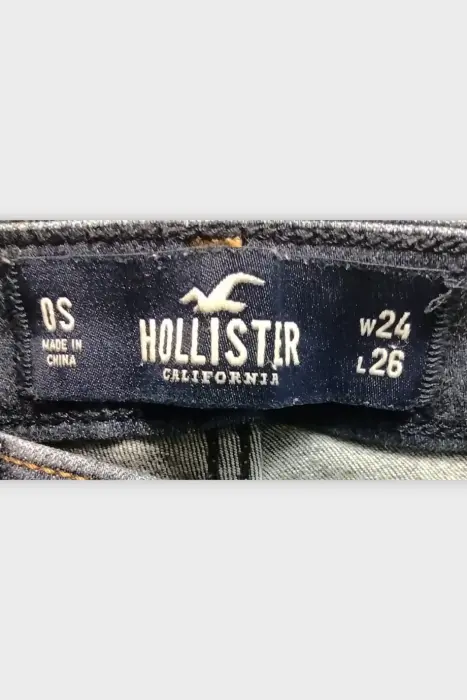 0S
MADE IN
CHINA
HOLLISTER
CALIFORNIA
W24
L26